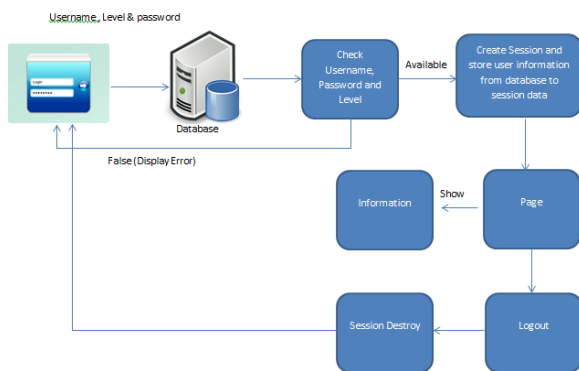 Username, Level & password
Login
Database
Check
Username,
Password and
Level
Available
Create Session and
store user information
from database to
session data
False (Display Error)
Information
Show
Page
Session Destroy
Logout